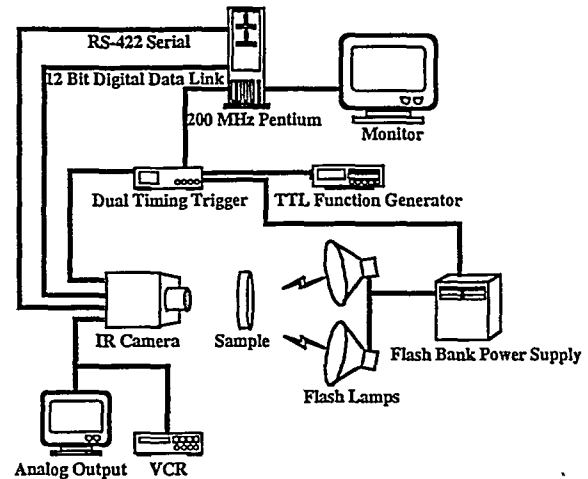 RS-422 Serial
12 Bit Digital Data Link
200 MHz Pentium
Monitor
Dual Timing Trigger
TTL Function Generator
IR Camera
Sample
Flash Bank Power Supply
Flash Lamps
Analog Output
VCR